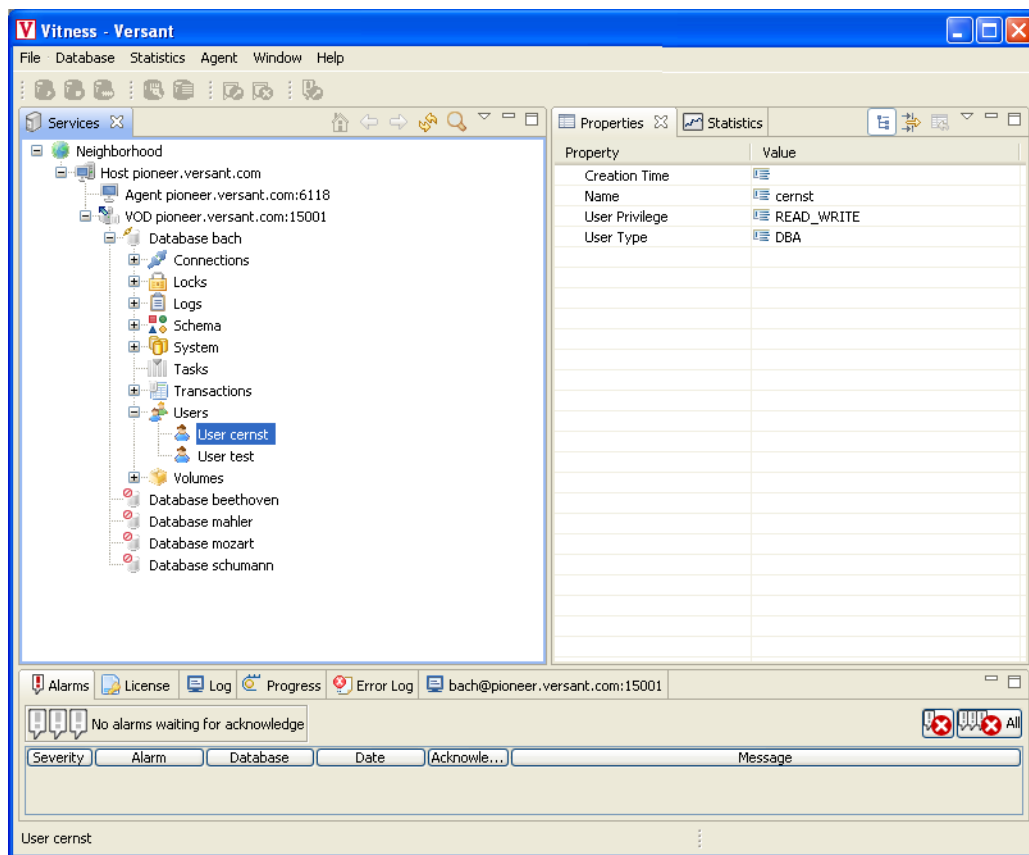 Vitness - Versant
File Database Statistics Agent Window Help
Services
Neighborhood
Host pioneer.versant.com
Agent pioneer.versant.com:6118
VOD pioneer.versant.com:15001
Database bach
Connections
Locks
Logs
Schema
System
Tasks
Transactions
Users
User cernst
User test
Volumes
Database beethoven
Database mahler
Database mozart
Database schumann
Properties Statistics
Property Value
Creation Time
Name cernst
User Privilege READ_WRITE
User Type DBA
Alarms License Log Progress Error Log bach@pioneer.versant.com:15001
No alarms waiting for acknowledge All
Severity Alarm Database Date Acknowle... Message
User cernst